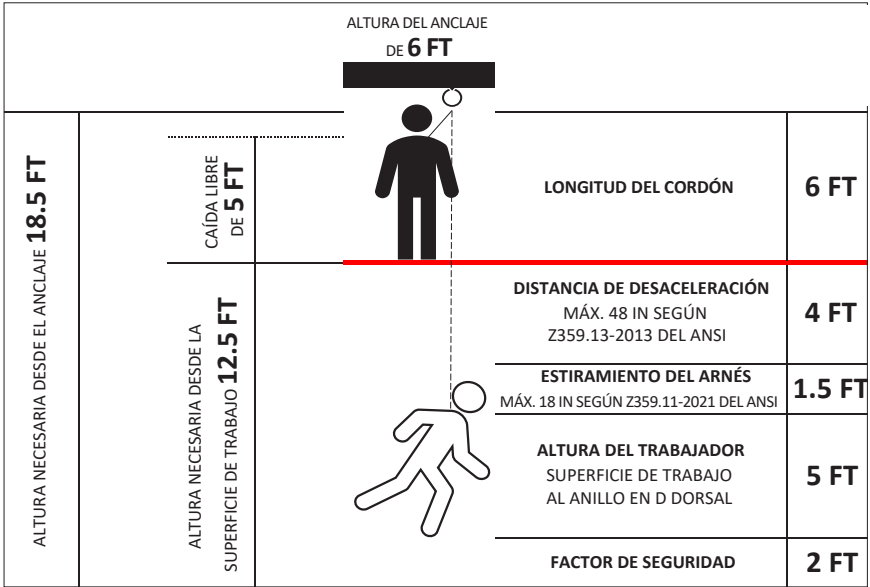 ALTURA DEL ANCLAJE
DE 6 FT
ALTURA NECESARIA DESDE EL ANCLAJE 18.5 FT
CAÍDA LIBRE
DE 5 FT
LONGITUD DEL CORDÓN 6 FT
ALTURA NECESARIA DESDE LA
SUPERFICIE DE TRABAJO 12.5 FT
DISTANCIA DE DESACELERACIÓN
MÁX. 48 IN SEGÚN
Z359.13-2013 DEL ANSI
4 FT
ESTIRAMIENTO DEL ARNÉS
MÁX. 18 IN SEGÚN Z359.11-2021 DEL ANSI
1.5 FT
ALTURA DEL TRABAJADOR
SUPERFICIE DE TRABAJO
AL ANILLO EN D DORSAL
5 FT
FACTOR DE SEGURIDAD 2 FT